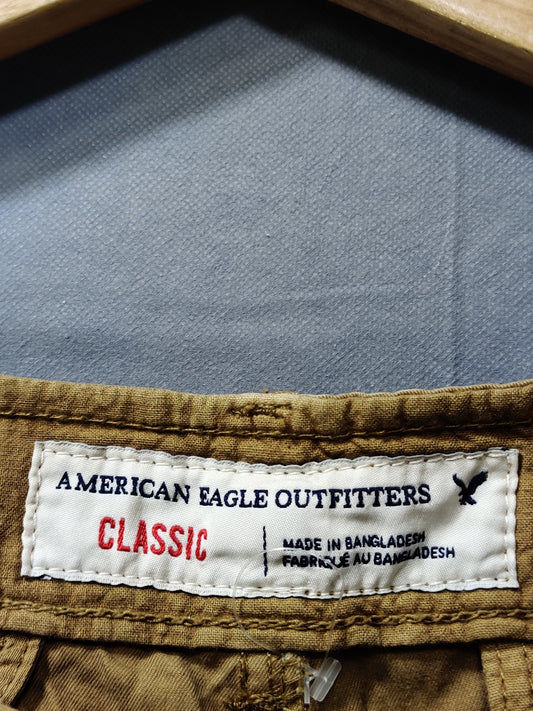 AMERICAN EAGLE OUTFITTERS
CLASSIC
MADE IN BANGLADESH
FABRIQUÉ AU BANGLADESH